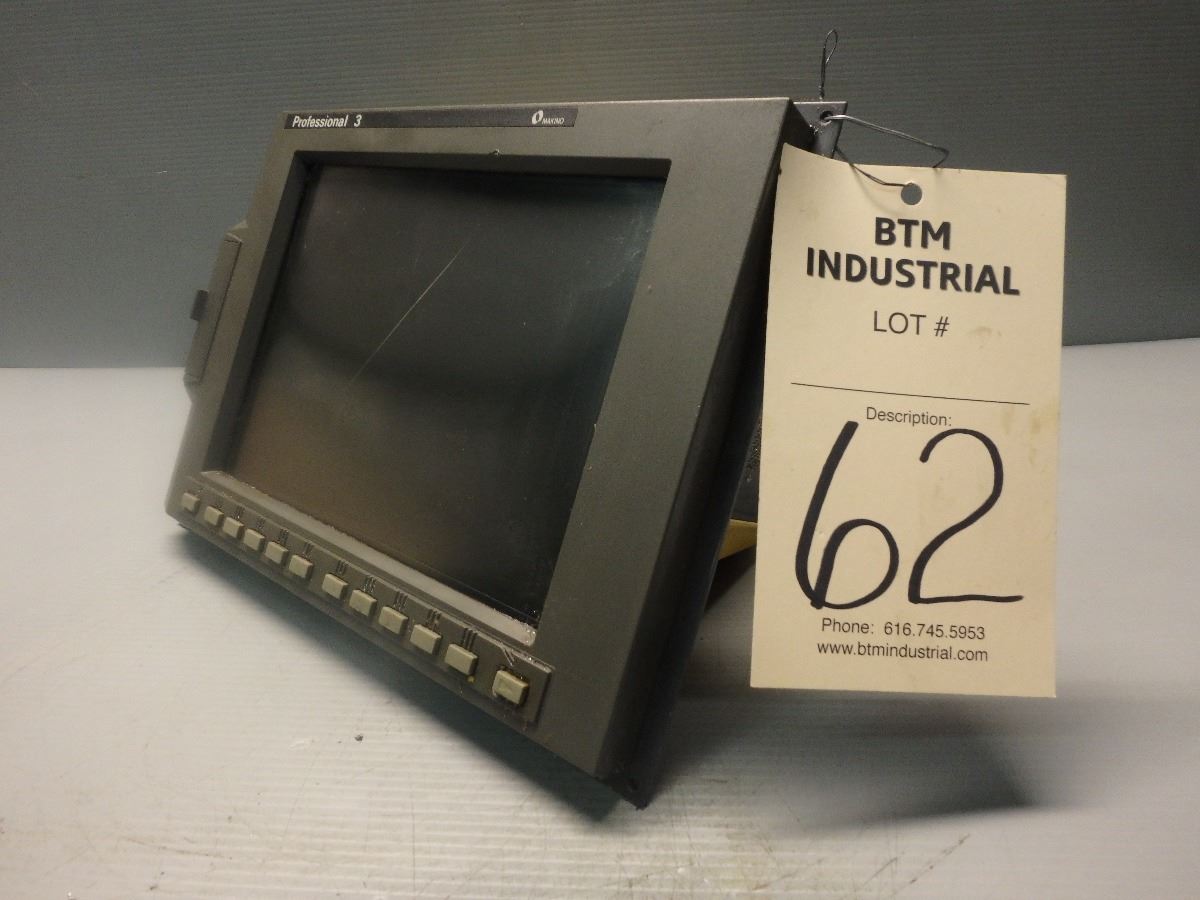 Professional 3
MAKINO
BTM
INDUSTRIAL
LOT #
Description:
62
Phone: 616.745.5953
www.btmindustrial.com